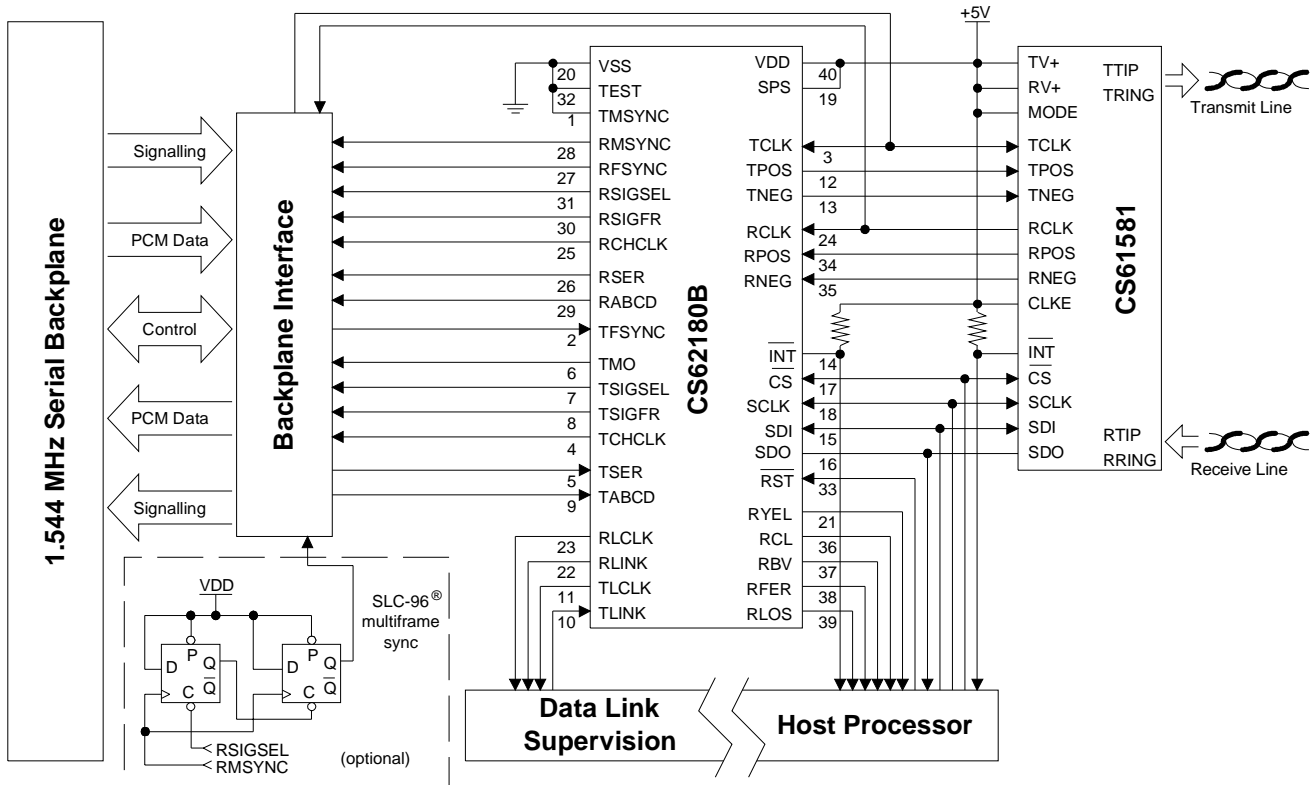 1.544 MHz Serial Backplane
Signalling
PCM Data
Control
PCM Data
Signalling
Backplane Interface
VDD
SLC-96®
multiframe
sync
P
D
Q
Q̅
C
P
D
Q
Q̅
C
RSIGSEL
RMSYNC
(optional)
CS62180B
20 VSS
32 TEST
1 TMSYNC
28 RMSYNC
27 RFSYNC
31 RSIGSEL
30 RSIGFR
25 RCHCLK
26 RSER
29 RABCD
2 TFSYNC
6 TMO
7 TSIGSEL
8 TSIGFR
4 TCHCLK
5 TSER
9 TABCD
23 RLCLK
22 RLINK
11 TLCLK
10 TLINK
VDD 40
SPS 19
TCLK 3
TPOS 12
TNEG 13
RCLK 24
RPOS 34
RNEG 35
I̅N̅T̅ 14
C̅S̅ 17
SCLK 18
SDI 15
SDO 16
R̅S̅T̅ 33
RYEL 21
RCL 36
RBV 37
RFER 38
RLOS 39
+5V
CS61581
TV+
RV+
MODE
TCLK
TPOS
TNEG
RCLK
RPOS
RNEG
CLKE
I̅N̅T̅
C̅S̅
SCLK
SDI
SDO
TTIP
TRING
RTIP
RRING
Transmit Line
Receive Line
Data Link
Supervision
Host Processor